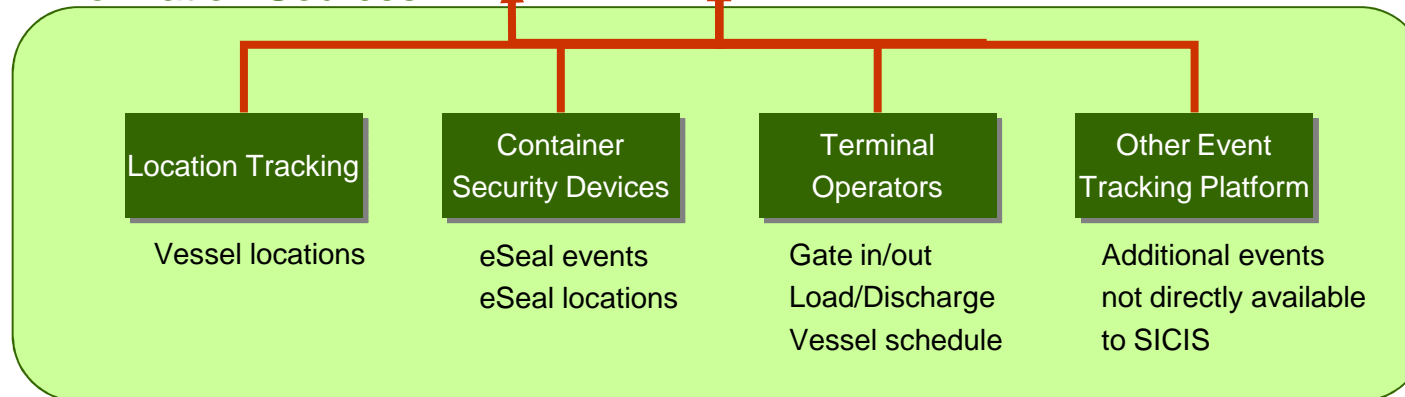 Location Tracking
Container
Security Devices
Terminal
Operators
Other Event
Tracking Platform
Vessel locations
eSeal events
eSeal locations
Gate in/out
Load/Discharge
Vessel schedule
Additional events
not directly available
to SICIS